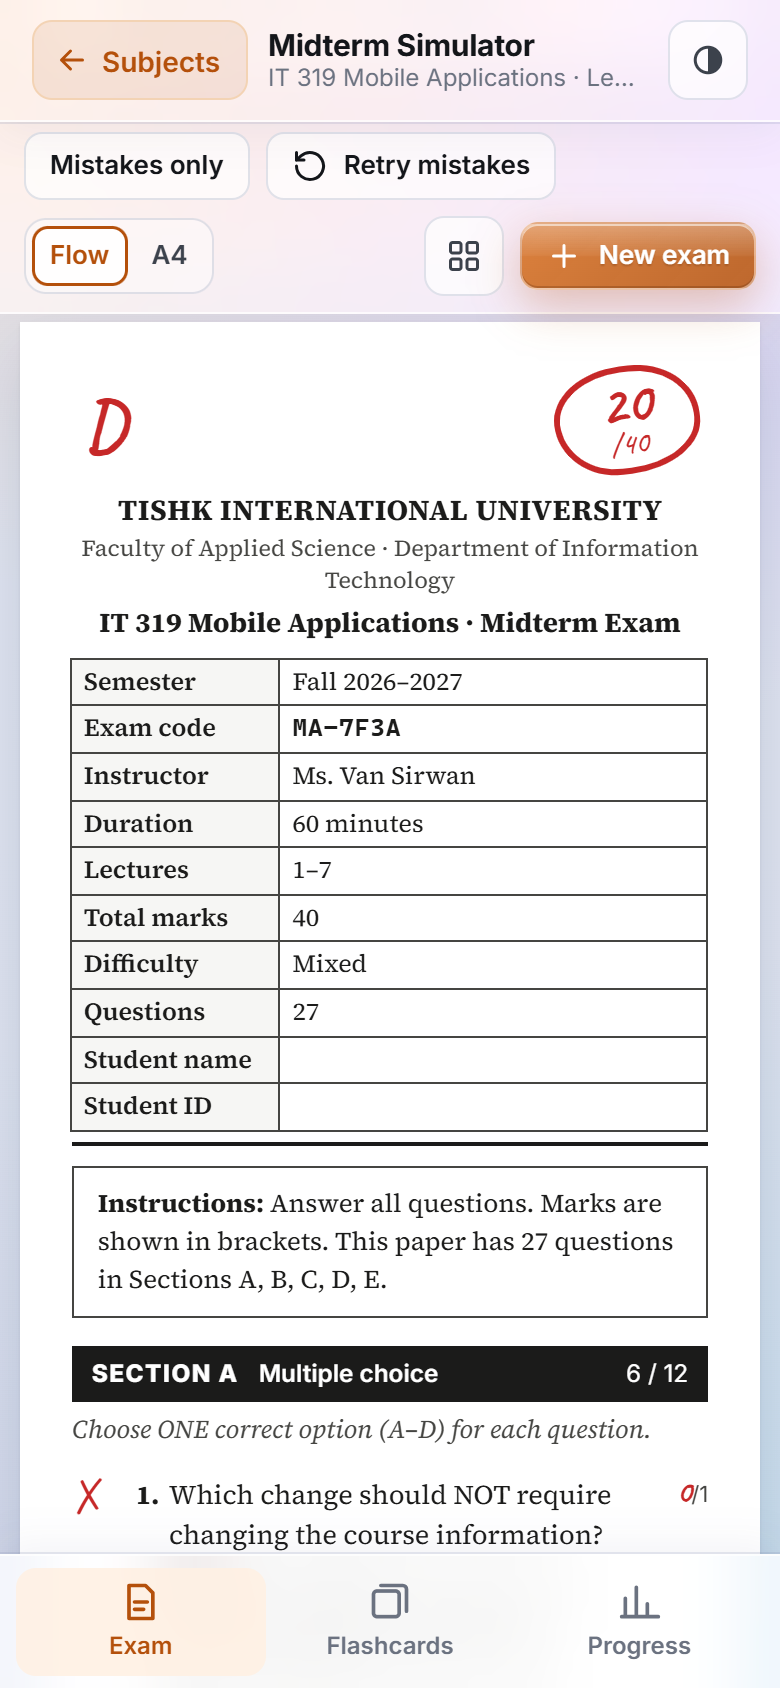 Subjects
Midterm Simulator
IT 319 Mobile Applications · Le...
Mistakes only
Retry mistakes
Flow
A4
New exam
D
20
/40
TISHK INTERNATIONAL UNIVERSITY
Faculty of Applied Science · Department of Information
Technology
IT 319 Mobile Applications · Midterm Exam
Semester Fall 2026–2027
Exam code MA-7F3A
Instructor Ms. Van Sirwan
Duration 60 minutes
Lectures 1–7
Total marks 40
Difficulty Mixed
Questions 27
Student name
Student ID
Instructions: Answer all questions. Marks are
shown in brackets. This paper has 27 questions
in Sections A, B, C, D, E.
SECTION A Multiple choice 6 / 12
Choose ONE correct option (A–D) for each question.
1. Which change should NOT require 0/1
changing the course information?
Exam
Flashcards
Progress